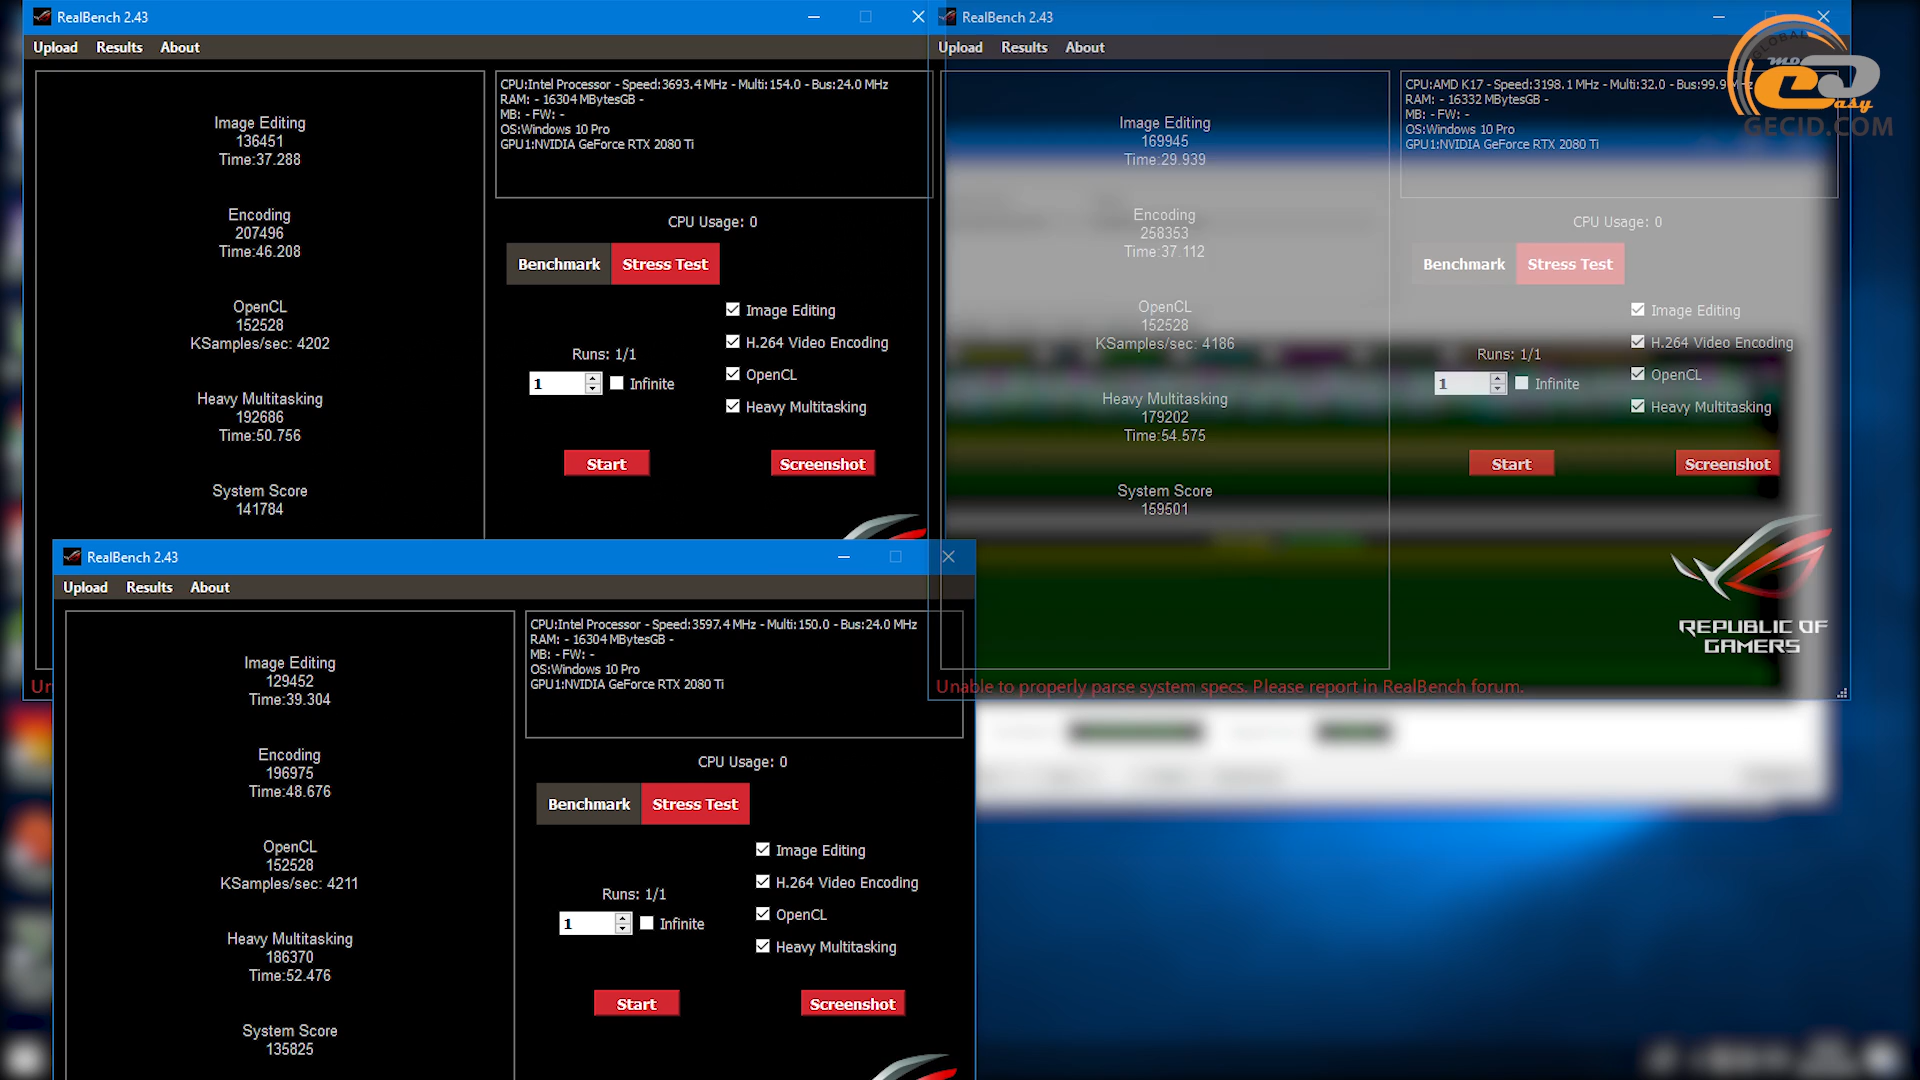 RealBench 2.43
Upload Results About
Image Editing
136451
Time:37.288
Encoding
207496
Time:46.208
OpenCL
152528
KSamples/sec: 4202
Heavy Multitasking
192686
Time:50.756
System Score
141784
CPU:Intel Processor - Speed:3693.4 MHz - Multi:154.0 - Bus:24.0 MHz
RAM: - 16304 MBytesGB -
MB: - FW: -
OS:Windows 10 Pro
GPU1:NVIDIA GeForce RTX 2080 Ti
CPU Usage: 0
Benchmark Stress Test
Image Editing
H.264 Video Encoding
OpenCL
Heavy Multitasking
Runs: 1/1
1 Infinite
Start Screenshot
RealBench 2.43
Upload Results About
Image Editing
169945
Time:29.939
Encoding
258353
Time:37.112
OpenCL
152528
KSamples/sec: 4186
Heavy Multitasking
179202
Time:54.575
System Score
159501
CPU:AMD K17 - Speed:3198.1 MHz - Multi:32.0 - Bus:99.9 MHz
RAM: - 16332 MBytesGB -
MB: - FW: -
OS:Windows 10 Pro
GPU1:NVIDIA GeForce RTX 2080 Ti
CPU Usage: 0
Benchmark Stress Test
Image Editing
H.264 Video Encoding
OpenCL
Heavy Multitasking
Runs: 1/1
1 Infinite
Start Screenshot
REPUBLIC OF
GAMERS
Unable to properly parse system specs. Please report in RealBench forum.
GLOBAL
easy
GECID.COM
RealBench 2.43
Upload Results About
Image Editing
129452
Time:39.304
Encoding
196975
Time:48.676
OpenCL
152528
KSamples/sec: 4211
Heavy Multitasking
186370
Time:52.476
System Score
135825
CPU:Intel Processor - Speed:3597.4 MHz - Multi:150.0 - Bus:24.0 MHz
RAM: - 16304 MBytesGB -
MB: - FW: -
OS:Windows 10 Pro
GPU1:NVIDIA GeForce RTX 2080 Ti
CPU Usage: 0
Benchmark Stress Test
Image Editing
H.264 Video Encoding
OpenCL
Heavy Multitasking
Runs: 1/1
1 Infinite
Start Screenshot